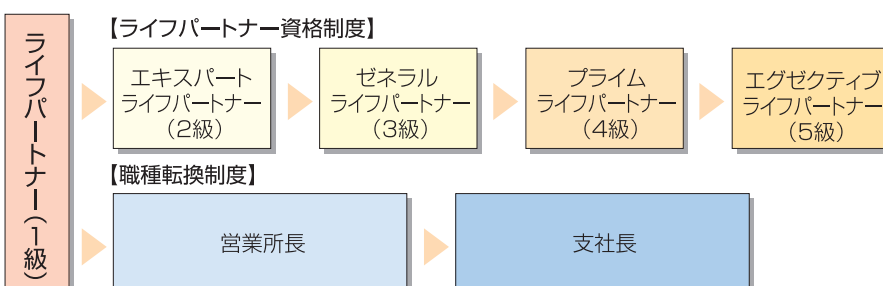 ライフパートナー（1級）
【ライフパートナー資格制度】
エキスパート
ライフパートナー
（2級）
ゼネラル
ライフパートナー
（3級）
プライム
ライフパートナー
（4級）
エグゼクティブ
ライフパートナー
（5級）
【職種転換制度】
営業所長
支社長